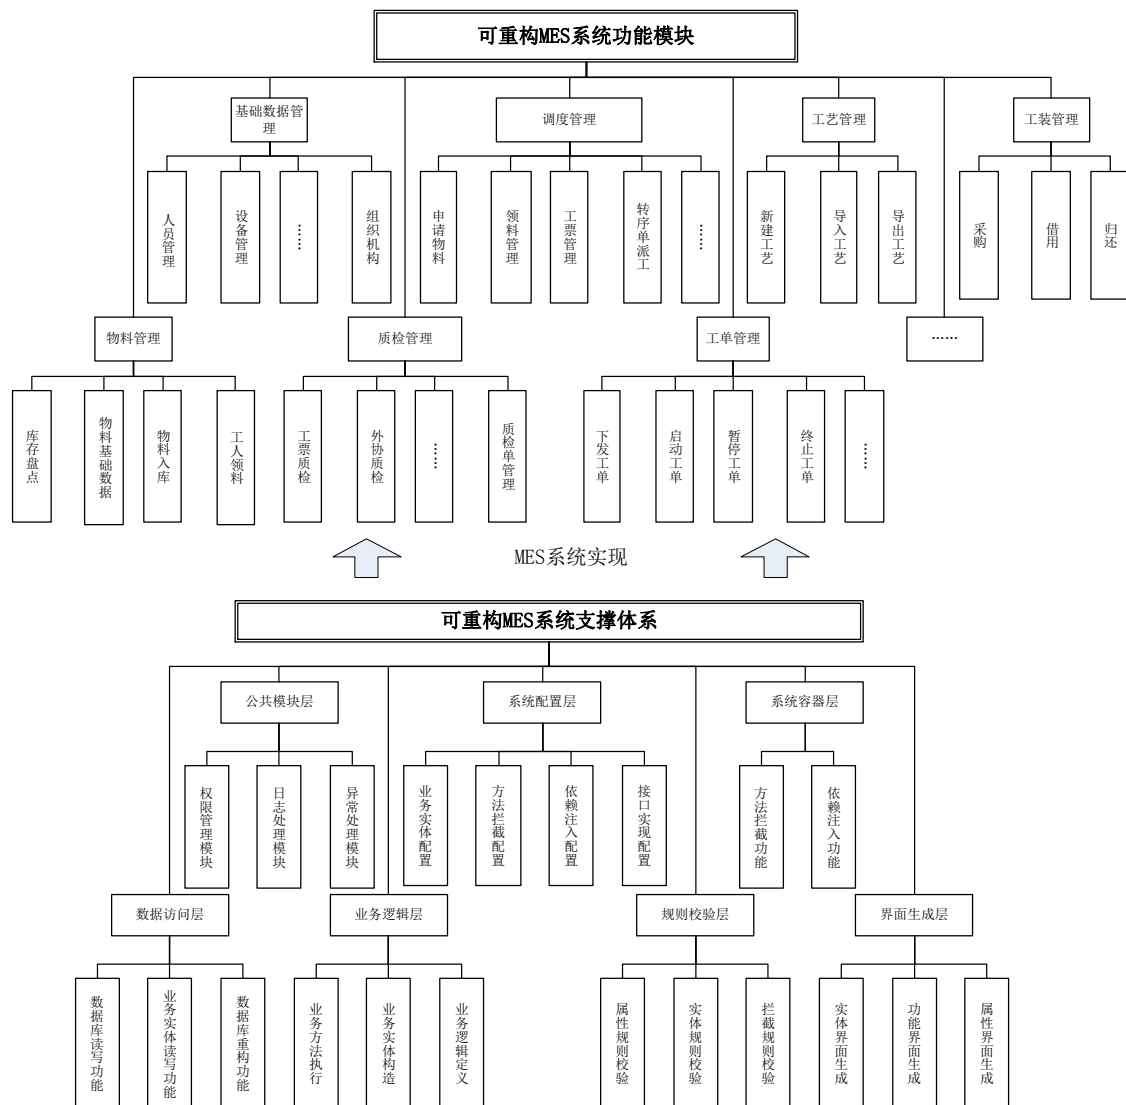 可重构MES系统功能模块
基础数据管
理
调度管理
工艺管理
工装管理
人员管理
设备管理
……
组织机构
申请物料
领料管理
工票管理
转序单派工
……
新建工艺
导入工艺
导出工艺
采购
借用
归还
物料管理
质检管理
工单管理
……
库存盘点
物料基础数据
物料入库
工人领料
工票质检
外协质检
……
质检单管理
下发工单
启动工单
暂停工单
终止工单
……
MES系统实现
可重构MES系统支撑体系
公共模块层
系统配置层
系统容器层
权限管理模块
日志处理模块
异常处理模块
业务实体配置
方法拦截配置
依赖注入配置
接口实现配置
方法拦截功能
依赖注入功能
数据访问层
业务逻辑层
规则校验层
界面生成层
数据库读写功能
业务实体读写功能
数据库重构功能
业务方法执行
业务实体构造
业务逻辑定义
属性规则校验
实体规则校验
拦截规则校验
实体界面生成
功能界面生成
属性界面生成